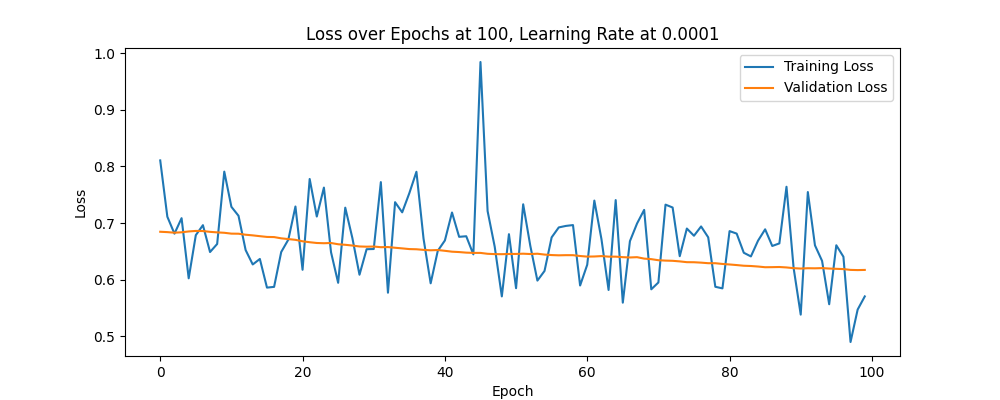 Loss over Epochs at 100, Learning Rate at 0.0001
Training Loss
Validation Loss
1.0
0.9
0.8
0.7
0.6
0.5
Loss
0
20
40
60
80
100
Epoch